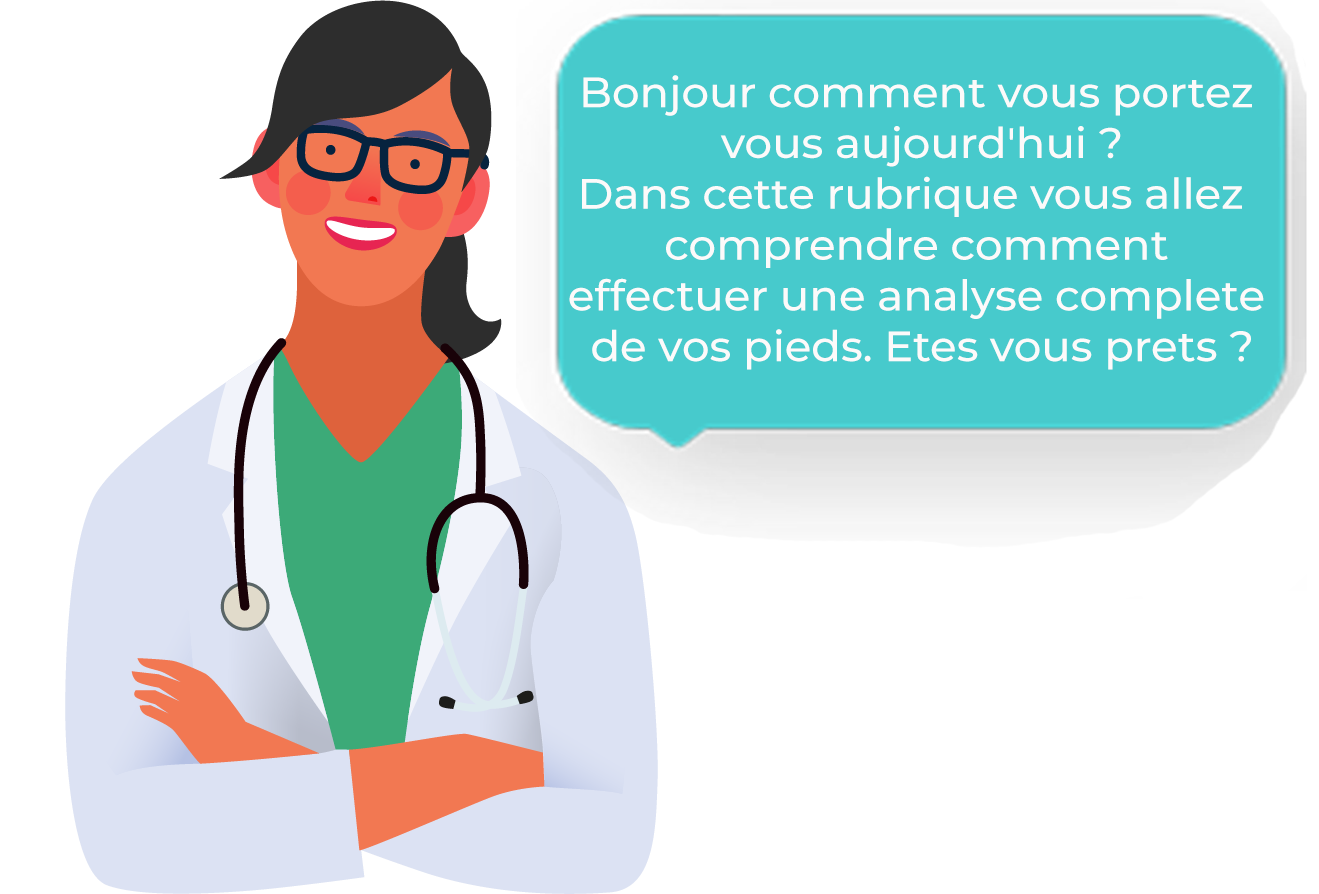 Bonjour comment vous portez
vous aujourd'hui ?
Dans cette rubrique vous allez
comprendre comment
effectuer une analyse complete
de vos pieds. Etes vous prets ?